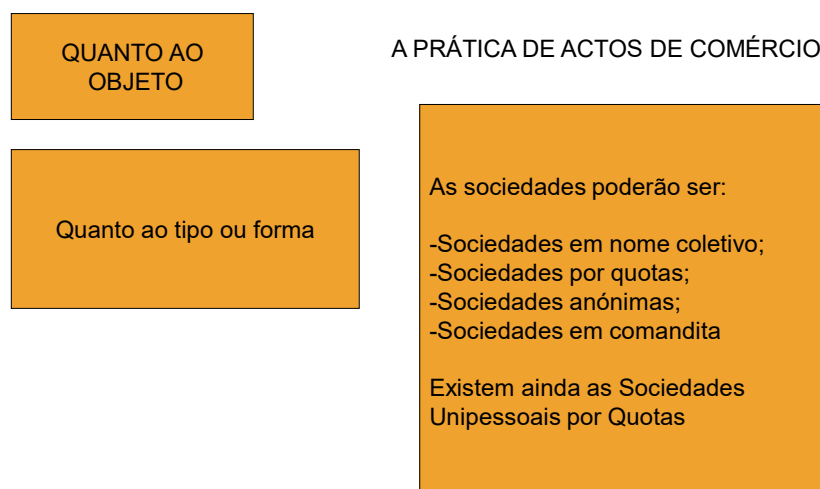 QUANTO AO
OBJETO
A PRÁTICA DE ACTOS DE COMÉRCIO
Quanto ao tipo ou forma
As sociedades poderão ser:
-Sociedades em nome coletivo;
-Sociedades por quotas;
-Sociedades anónimas;
-Sociedades em comandita
Existem ainda as Sociedades
Unipessoais por Quotas